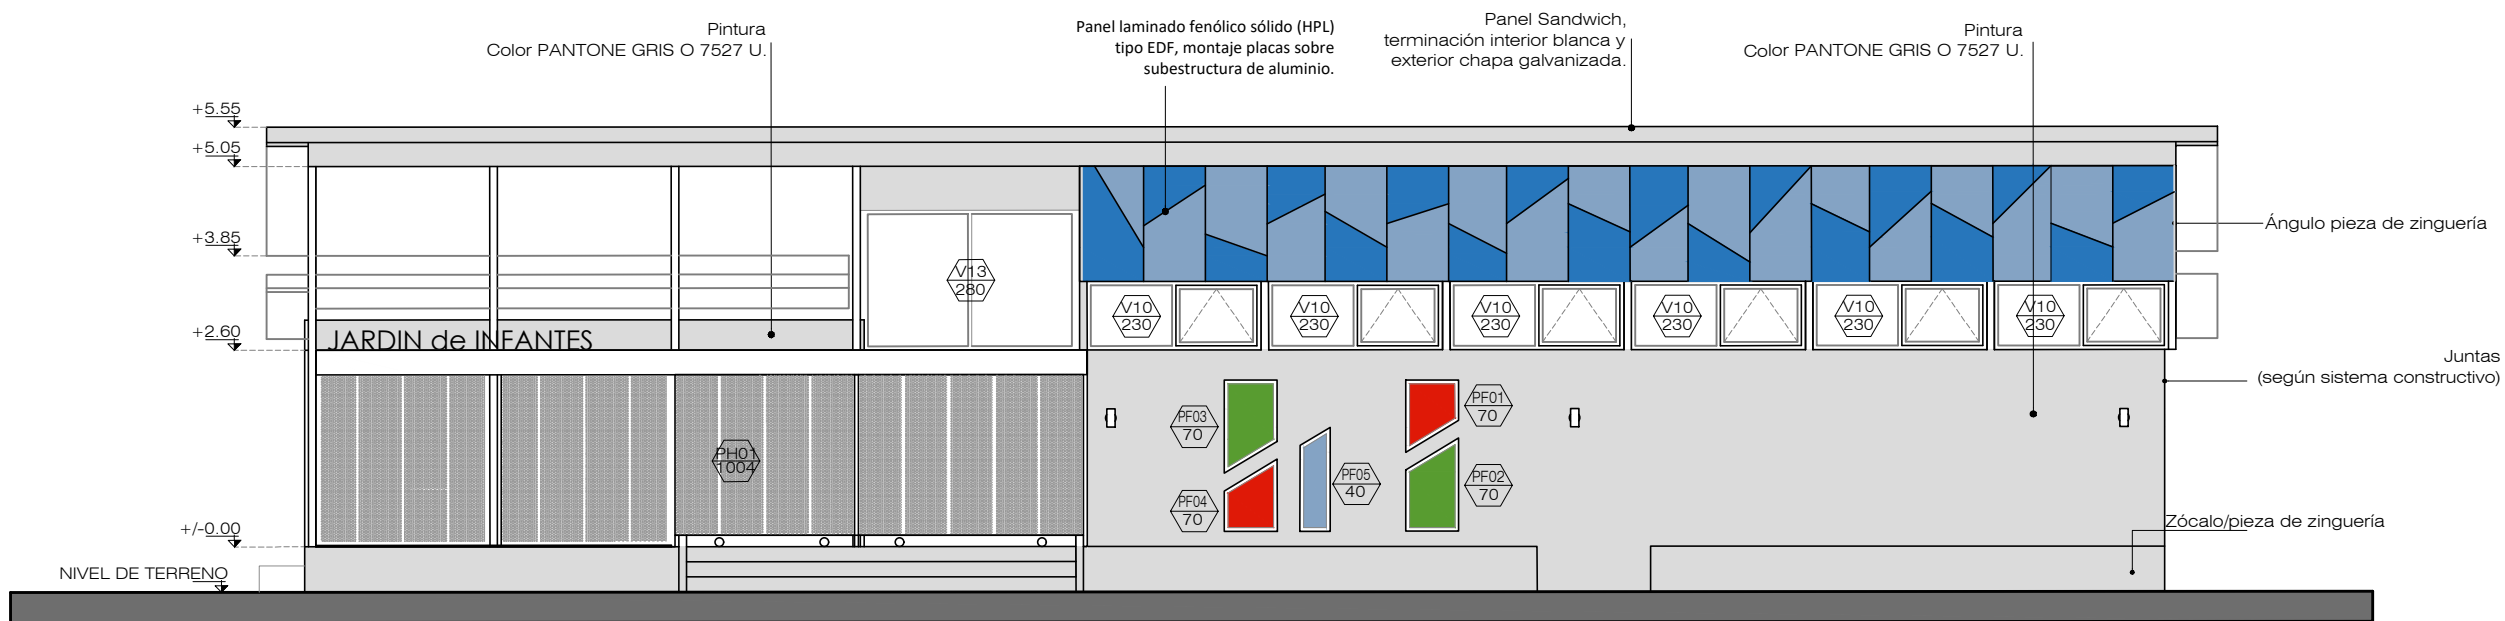 Pintura
Color PANTONE GRIS O 7527 U.
Panel laminado fenólico sólido (HPL)
tipo EDF, montaje placas sobre
subestructura de aluminio.
Panel Sandwich,
terminación interior blanca y
exterior chapa galvanizada.
Pintura
Color PANTONE GRIS O 7527 U.
+5.55
+5.05
+3.85
+2.60
+/-0.00
NIVEL DE TERRENO
Ángulo pieza de zinguería
Juntas
(según sistema constructivo)
Zócalo/pieza de zinguería
JARDIN de INFANTES
V13
280
V10
230
V10
230
V10
230
V10
230
V10
230
V10
230
PH01
1004
PF03
70
PF04
70
PF05
40
PF01
70
PF02
70